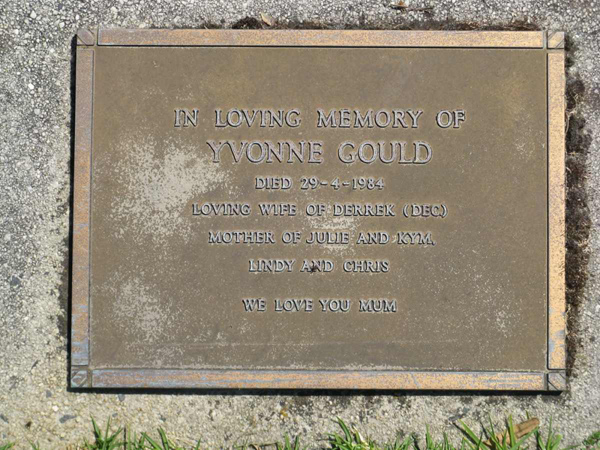 IN LOVING MEMORY OF
YVONNE GOULD
DIED 29-4-1984
LOVING WIFE OF DERREK (DEC)
MOTHER OF JULIE AND KYM,
LINDY AND CHRIS
WE LOVE YOU MUM